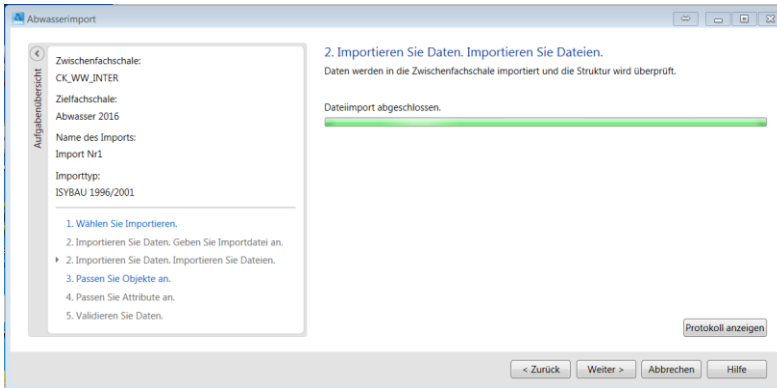 Abwasserimport
Aufgabenübersicht
Zwischenfachschale:
CK_WW_INTER
Zielfachschale:
Abwasser 2016
Name des Imports:
Import Nr1
Importtyp:
ISYBAU 1996/2001
1. Wählen Sie Importieren.
2. Importieren Sie Daten. Geben Sie Importdatei an.
2. Importieren Sie Daten. Importieren Sie Dateien.
3. Passen Sie Objekte an.
4. Passen Sie Attribute an.
5. Validieren Sie Daten.
2. Importieren Sie Daten. Importieren Sie Dateien.
Daten werden in die Zwischenfachschale importiert und die Struktur wird überprüft.
Dateiimport abgeschlossen.
Protokoll anzeigen
< Zurück Weiter > Abbrechen Hilfe